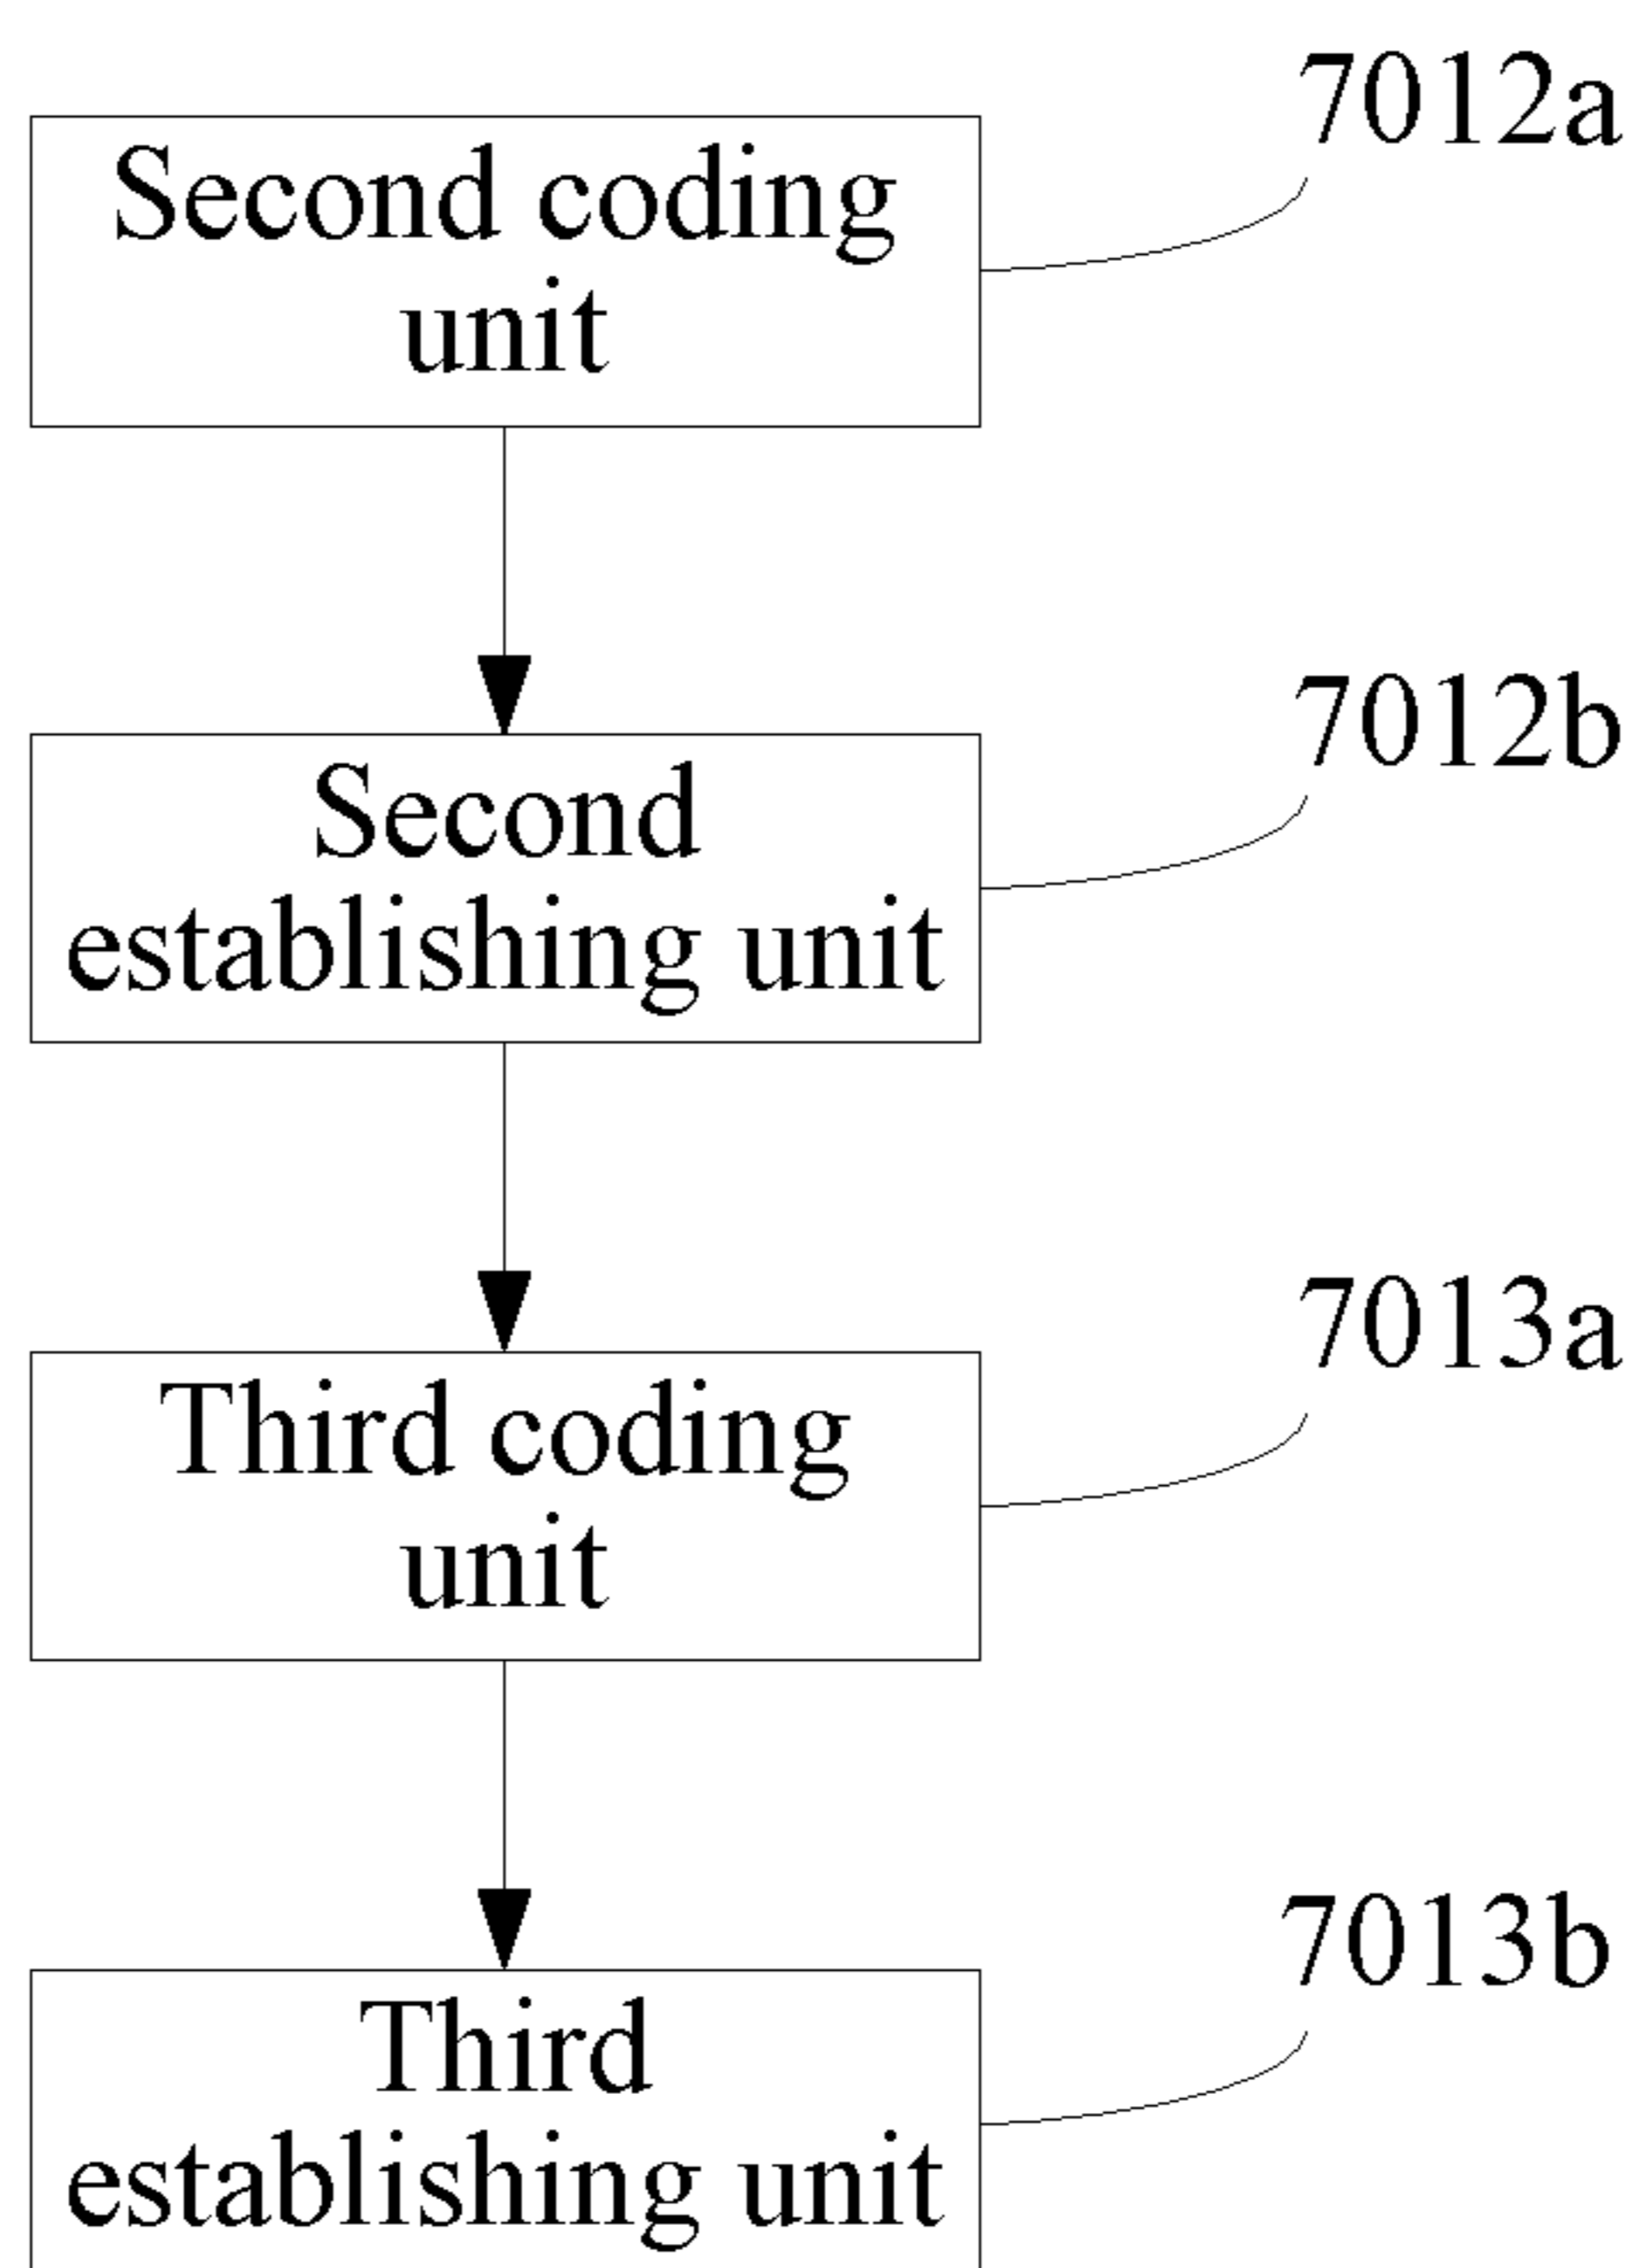 7012a
Second coding
unit
7012b
Second
establishing unit
7013a
Third coding
unit
7013b
Third
establishing unit